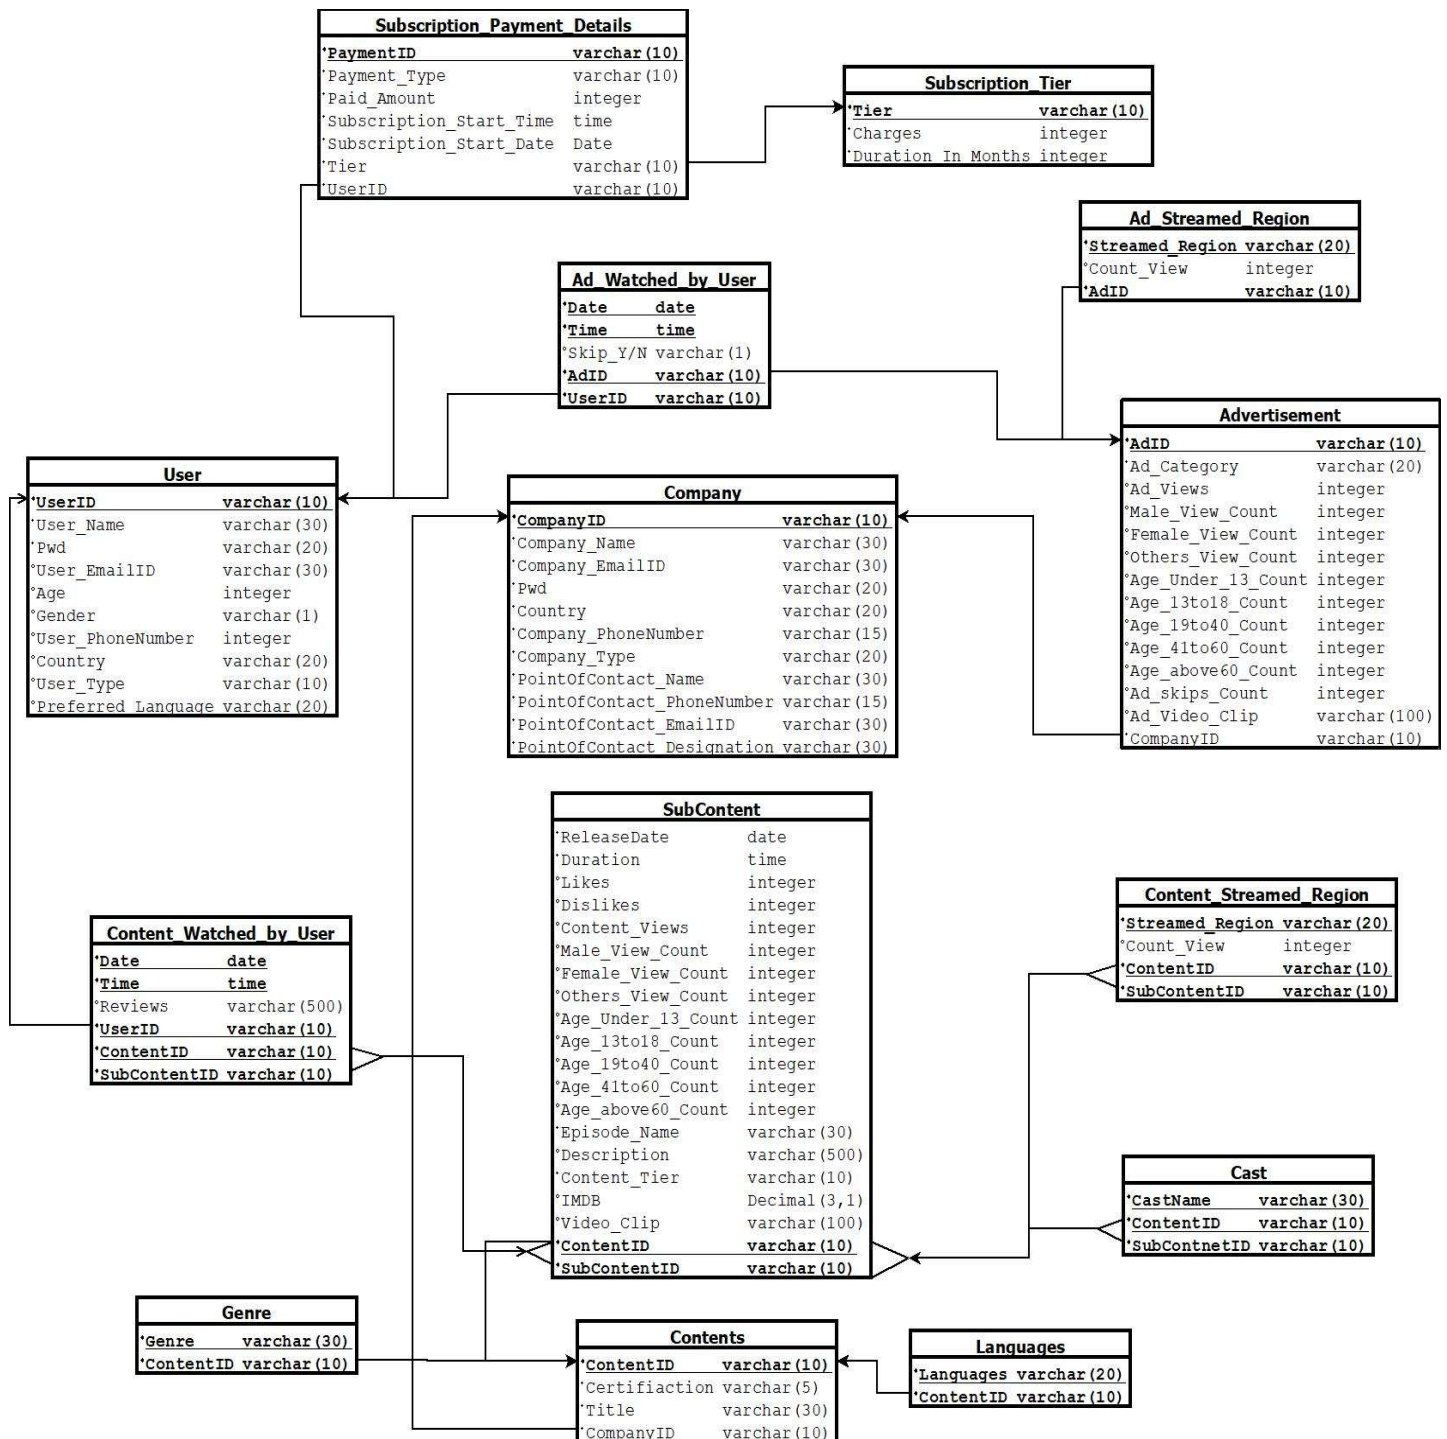 Subscription_Payment_Details
PaymentID varchar(10)
Payment_Type varchar(10)
Paid_Amount integer
Subscription_Start_Time time
Subscription_Start_Date Date
Tier varchar(10)
UserID varchar(10)
Subscription_Tier
Tier varchar(10)
Charges integer
Duration_In_Months integer
Ad_Streamed_Region
Streamed_Region varchar(20)
Count_View integer
AdID varchar(10)
Ad_Watched_by_User
Date date
Time time
Skip_Y/N varchar(1)
AdID varchar(10)
UserID varchar(10)
Advertisement
AdID varchar(10)
Ad_Category varchar(20)
Ad_Views integer
Male_View_Count integer
Female_View_Count integer
Others_View_Count integer
Age_Under_13_Count integer
Age_13to18_Count integer
Age_19to40_Count integer
Age_41to60_Count integer
Age_above60_Count integer
Ad_skips_Count integer
Ad_Video_Clip varchar(100)
CompanyID varchar(10)
User
UserID varchar(10)
User_Name varchar(30)
Pwd varchar(20)
User_EmailID varchar(30)
Age integer
Gender varchar(1)
User_PhoneNumber integer
Country varchar(20)
User_Type varchar(10)
Preferred_Language varchar(20)
Company
CompanyID varchar(10)
Company_Name varchar(30)
Company_EmailID varchar(30)
Pwd varchar(20)
Country varchar(20)
Company_PhoneNumber varchar(15)
Company_Type varchar(20)
PointOfContact_Name varchar(30)
PointOfContact_PhoneNumber varchar(15)
PointOfContact_EmailID varchar(30)
PointOfContact_Designation varchar(30)
SubContent
ReleaseDate date
Duration time
Likes integer
Dislikes integer
Content_Views integer
Male_View_Count integer
Female_View_Count integer
Others_View_Count integer
Age_Under_13_Count integer
Age_13to18_Count integer
Age_19to40_Count integer
Age_41to60_Count integer
Age_above60_Count integer
Episode_Name varchar(30)
Description varchar(500)
Content_Tier varchar(10)
IMDB Decimal(3,1)
Video_Clip varchar(100)
ContentID varchar(10)
SubContentID varchar(10)
Content_Streamed_Region
Streamed_Region varchar(20)
Count_View integer
ContentID varchar(10)
SubContentID varchar(10)
Content_Watched_by_User
Date date
Time time
Reviews varchar(500)
UserID varchar(10)
ContentID varchar(10)
SubContentID varchar(10)
Cast
CastName varchar(30)
ContentID varchar(10)
SubContnetID varchar(10)
Genre
Genre varchar(30)
ContentID varchar(10)
Contents
ContentID varchar(10)
Certifiaction varchar(5)
Title varchar(30)
CompanyID varchar(10)
Languages
Languages varchar(20)
ContentID varchar(10)